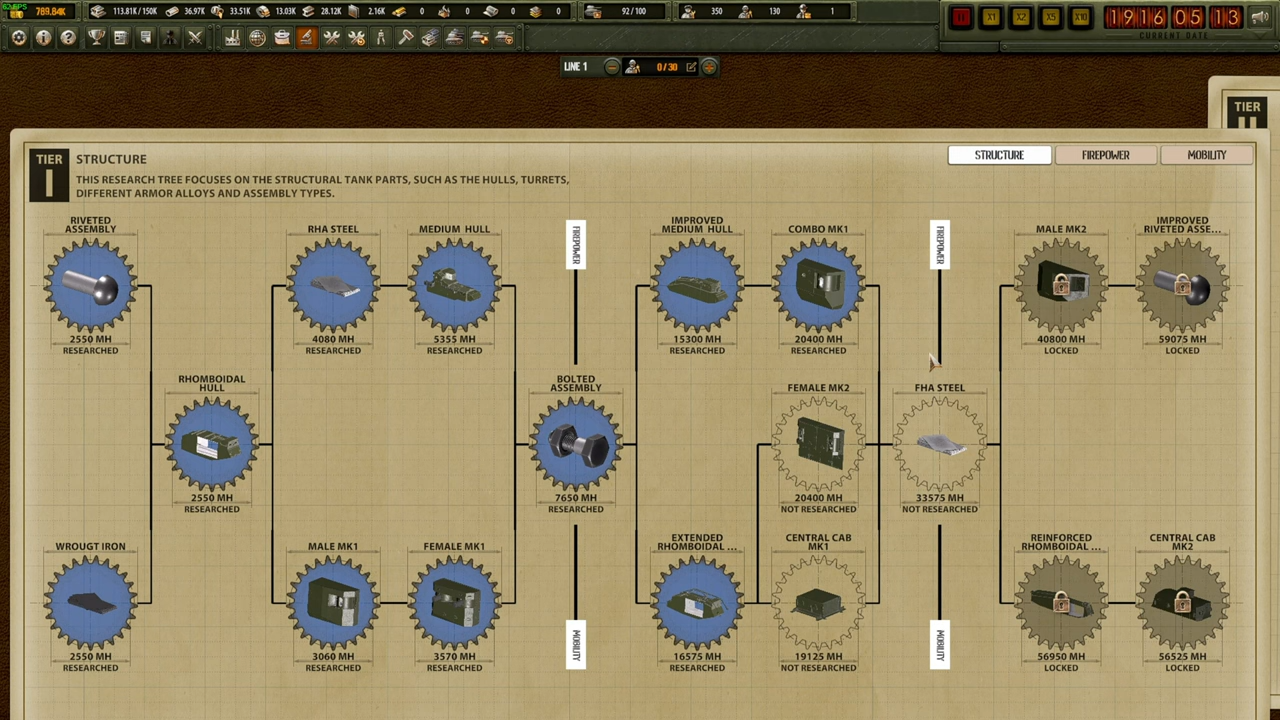 789.84K 113.81K / 150K 36.97K 33.51K 13.03K 28.12K 2.16K 0 0 0 0 92 / 100 350 130 1
X1 X2 X5 X10 1916 05 13
CURRENT DATE
LINE 1 0 / 30
TIER
II
TIER
I
STRUCTURE
THIS RESEARCH TREE FOCUSES ON THE STRUCTURAL TANK PARTS, SUCH AS THE HULLS, TURRETS,
DIFFERENT ARMOR ALLOYS AND ASSEMBLY TYPES.
STRUCTURE FIREPOWER MOBILITY
RIVETED
ASSEMBLY
2550 MH
RESEARCHED
WROUGT IRON
2550 MH
RESEARCHED
RHOMBOIDAL
HULL
2550 MH
RESEARCHED
RHA STEEL
4080 MH
RESEARCHED
MEDIUM HULL
5355 MH
RESEARCHED
MALE MK1
3060 MH
RESEARCHED
FEMALE MK1
3570 MH
RESEARCHED
FIREPOWER
BOLTED
ASSEMBLY
7650 MH
RESEARCHED
MOBILITY
IMPROVED
MEDIUM HULL
15300 MH
RESEARCHED
COMBO MK1
20400 MH
RESEARCHED
FEMALE MK2
20400 MH
NOT RESEARCHED
EXTENDED
RHOMBOIDAL ...
16575 MH
RESEARCHED
CENTRAL CAB
MK1
19125 MH
NOT RESEARCHED
FIREPOWER
FHA STEEL
33575 MH
NOT RESEARCHED
MOBILITY
MALE MK2
40800 MH
LOCKED
IMPROVED
RIVETED ASSE...
59075 MH
LOCKED
REINFORCED
RHOMBOIDAL ...
56950 MH
LOCKED
CENTRAL CAB
MK2
56525 MH
LOCKED